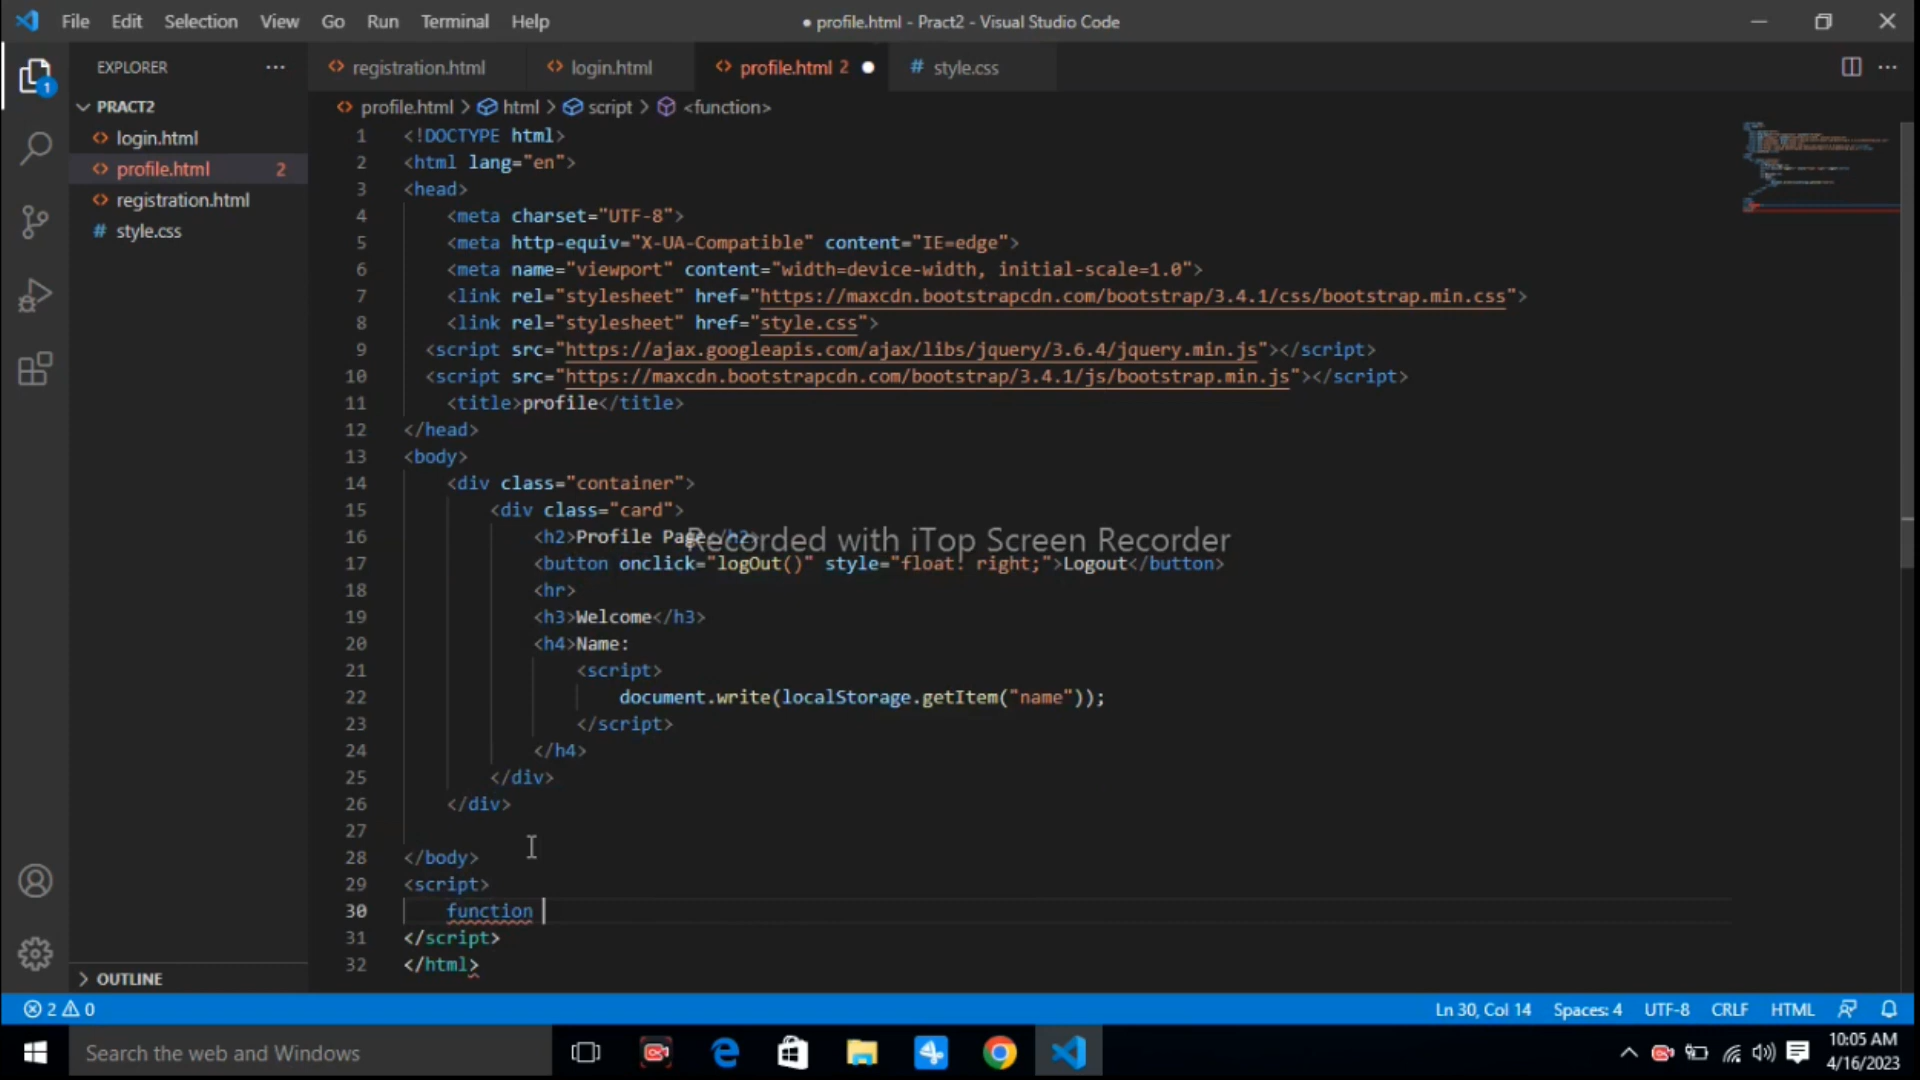 File Edit Selection View Go Run Terminal Help
● profile.html - Pract2 - Visual Studio Code
EXPLORER
registration.html
login.html
profile.html 2
# style.css
PRACT2
login.html
profile.html 2
registration.html
# style.css
OUTLINE
profile.html > html > script > <function>
1 <!DOCTYPE html>
2 <html lang="en">
3 <head>
4 <meta charset="UTF-8">
5 <meta http-equiv="X-UA-Compatible" content="IE=edge">
6 <meta name="viewport" content="width=device-width, initial-scale=1.0">
7 <link rel="stylesheet" href="https://maxcdn.bootstrapcdn.com/bootstrap/3.4.1/css/bootstrap.min.css">
8 <link rel="stylesheet" href="style.css">
9 <script src="https://ajax.googleapis.com/ajax/libs/jquery/3.6.4/jquery.min.js"></script>
10 <script src="https://maxcdn.bootstrapcdn.com/bootstrap/3.4.1/js/bootstrap.min.js"></script>
11 <title>profile</title>
12 </head>
13 <body>
14 <div class="container">
15 <div class="card">
16 <h2>Profile Page</h2>
Recorded with iTop Screen Recorder
17 <button onclick="logOut()" style="float: right;">Logout</button>
18 <hr>
19 <h3>Welcome</h3>
20 <h4>Name:
21 <script>
22 document.write(localStorage.getItem("name"));
23 </script>
24 </h4>
25 </div>
26 </div>
27
28 </body>
29 <script>
30 function
31 </script>
32 </html>
2 0
Ln 30, Col 14 Spaces: 4 UTF-8 CRLF HTML
Search the web and Windows
10:05 AM
4/16/2023
1